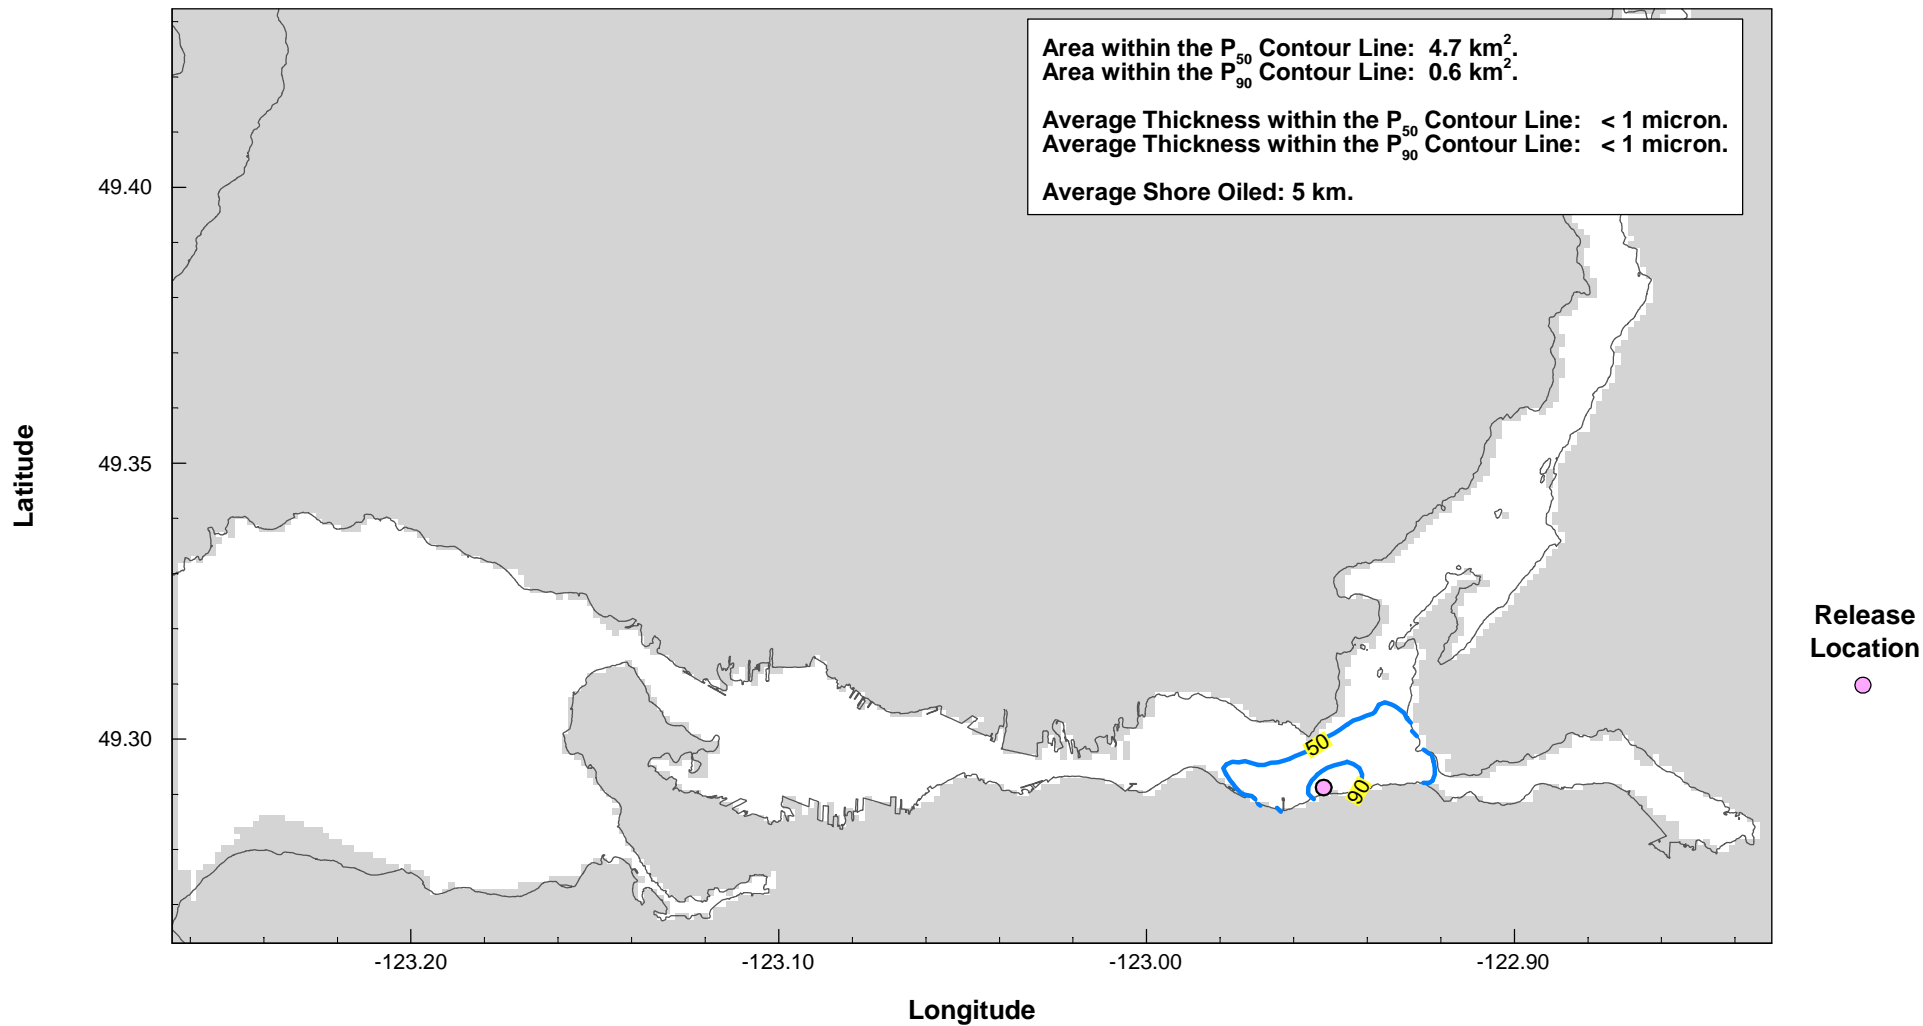 Area within the P50 Contour Line: 4.7 km2.
Area within the P90 Contour Line: 0.6 km2.
Average Thickness within the P50 Contour Line: < 1 micron.
Average Thickness within the P90 Contour Line: < 1 micron.
Average Shore Oiled: 5 km.
49.40
49.35
49.30
Latitude
50
90
Release
Location
-123.20
-123.10
-123.00
-122.90
Longitude